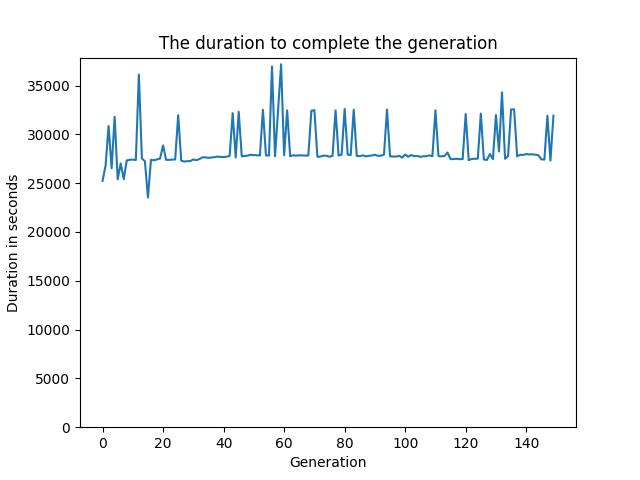 The duration to complete the generation
35000
30000
25000
20000
15000
10000
5000
0
Duration in seconds
0 20 40 60 80 100 120 140
Generation